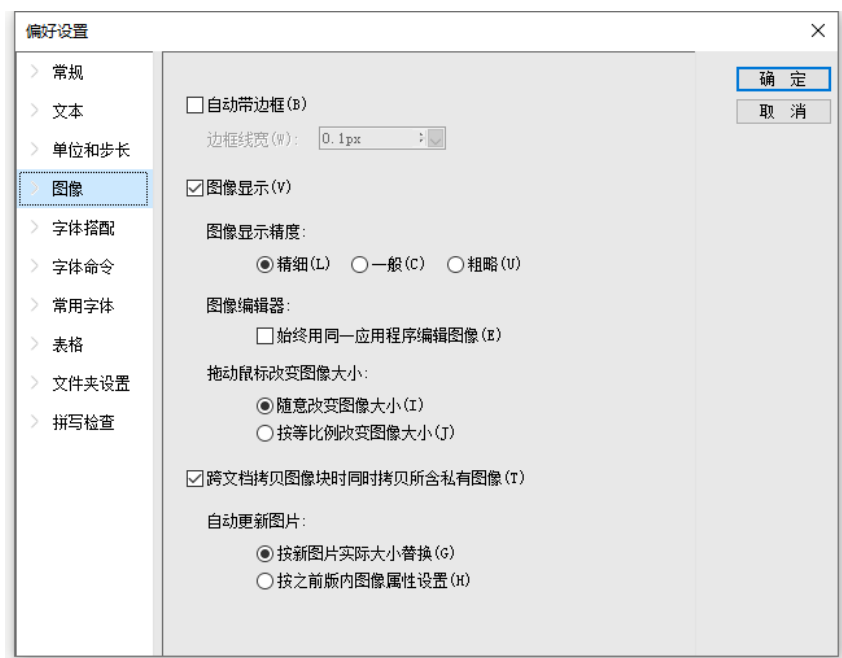 偏好设置
常规
文本
单位和步长
图像
字体搭配
字体命令
常用字体
表格
文件夹设置
拼写检查
自动带边框(B)
边框线宽(W): 0.1px
图像显示(V)
图像显示精度:
精细(L) 一般(C) 粗略(U)
图像编辑器:
始终用同一应用程序编辑图像(E)
拖动鼠标改变图像大小:
随意改变图像大小(I)
按等比例改变图像大小(J)
跨文档拷贝图像块时同时拷贝所含私有图像(T)
自动更新图片:
按新图片实际大小替换(G)
按之前版内图像属性设置(H)
确 定
取 消